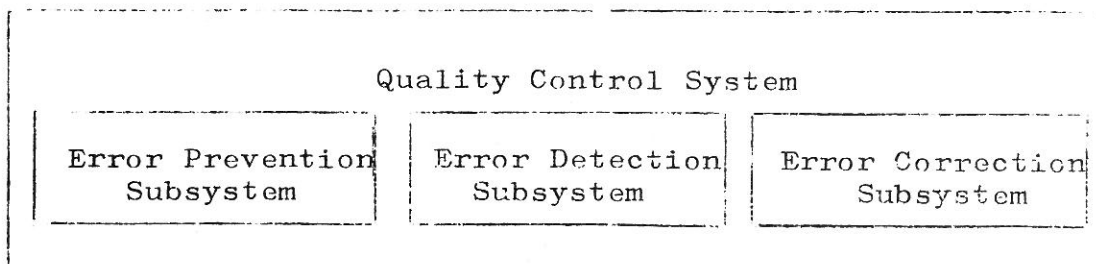 Quality Control System
Error Prevention
Subsystem
Error Detection
Subsystem
Error Correction
Subsystem